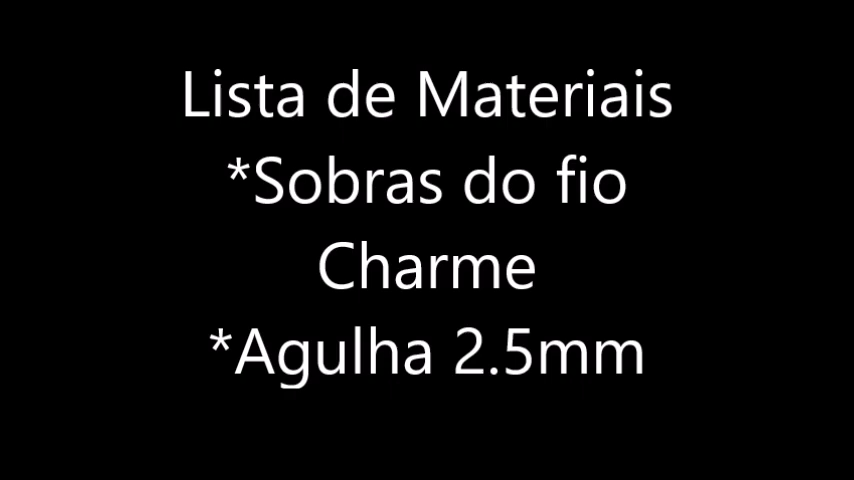 Lista de Materiais
*Sobras do fio
Charme
*Agulha 2.5mm